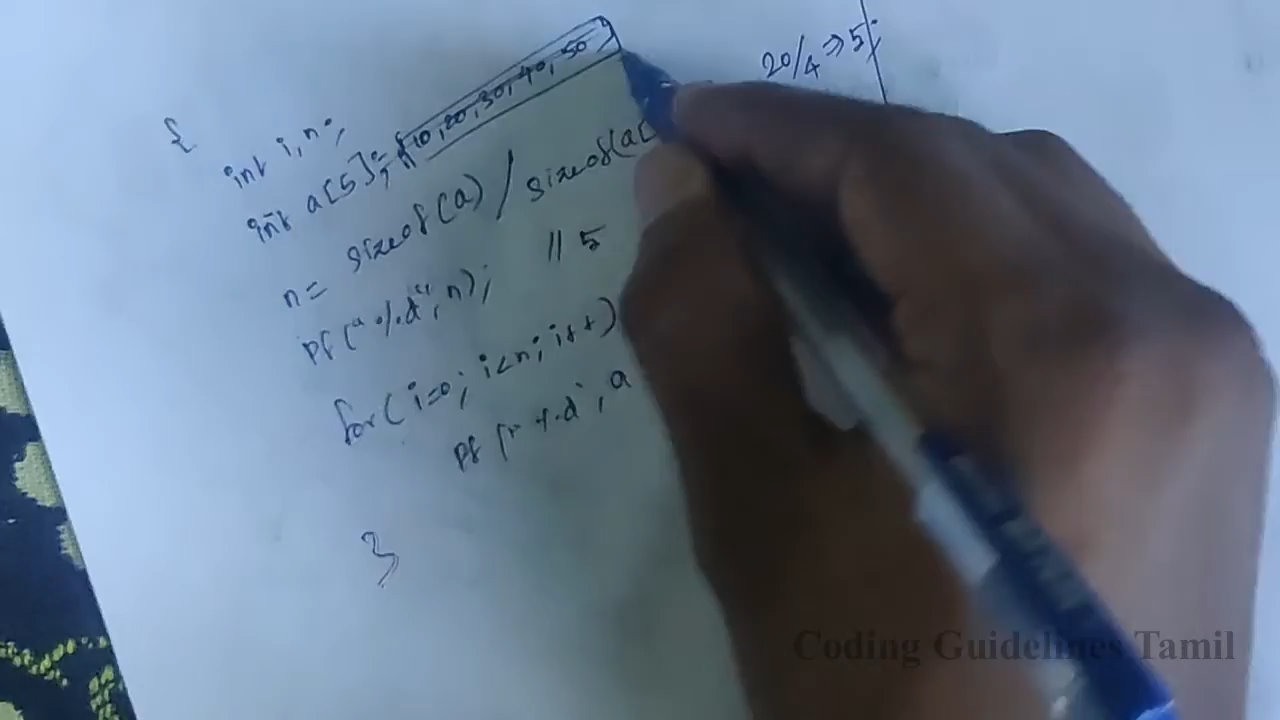 20/4 ⇒ 5;
{
int i, n;
int a[5]; = {10, 20, 30, 40, 50}
n = sizeof(a) / sizeof(a[
pf("%d", n); // 5
for(i=0; i<n; i++)
pf("%d", a
}
Coding Guidelines Tamil